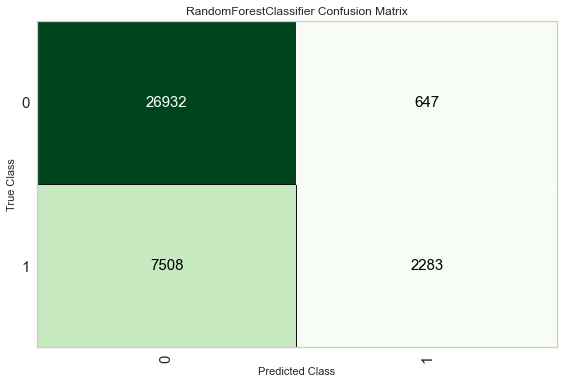 RandomForestClassifier Confusion Matrix
True Class
0
26932
647
1
7508
2283
0
1
Predicted Class